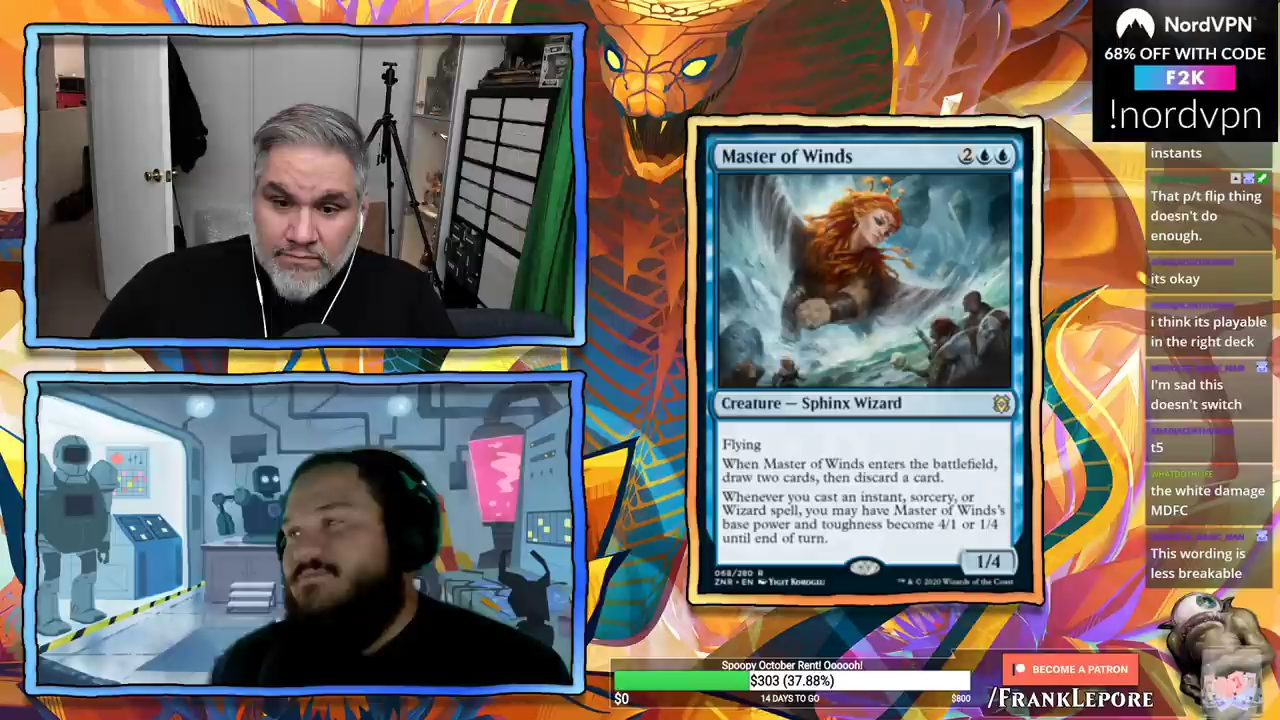 NordVPN
68% OFF WITH CODE
F2K
!nordvpn
Master of Winds
2
Creature — Sphinx Wizard
Flying
When Master of Winds enters the battlefield,
draw two cards, then discard a card.
Whenever you cast an instant, sorcery, or
Wizard spell, you may have Master of Winds's
base power and toughness become 4/1 or 1/4
until end of turn.
1/4
068/280 R
ZNR • EN Yigit Koroglu
™ & © 2020 Wizards of the Coast
instants
That p/t flip thing
doesn't do
enough.
its okay
i think its playable
in the right deck
I'm sad this
doesn't switch
t5
WHATDOTHLIFE
the white damage
MDFC
This wording is
less breakable
Spoopy October Rent! Oooooh!
$303 (37.88%)
$0
14 DAYS TO GO
$800
BECOME A PATRON
/FrankLepore